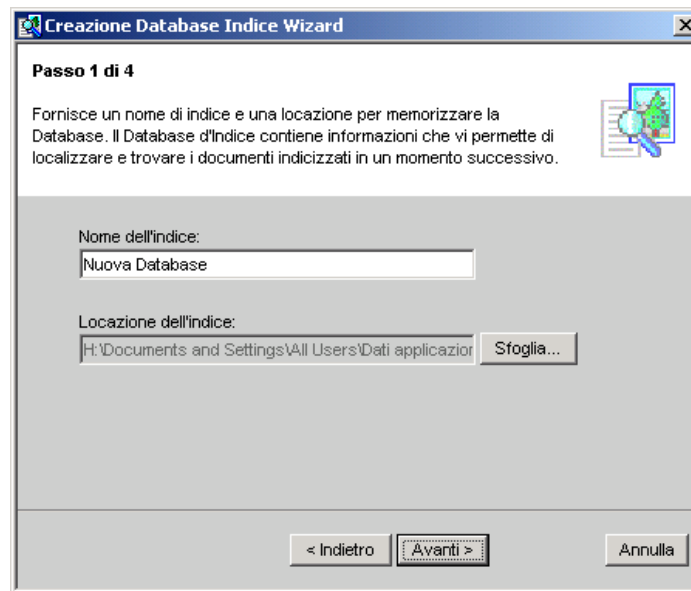 Creazione Database Indice Wizard
Passo 1 di 4
Fornisce un nome di indice e una locazione per memorizzare la
Database. Il Database d'Indice contiene informazioni che vi permette di
localizzare e trovare i documenti indicizzati in un momento successivo.
Nome dell'indice:
Nuova Database
Locazione dell'indice:
H:\Documents and Settings\All Users\Dati applicazior
Sfoglia...
< Indietro
Avanti >
Annulla